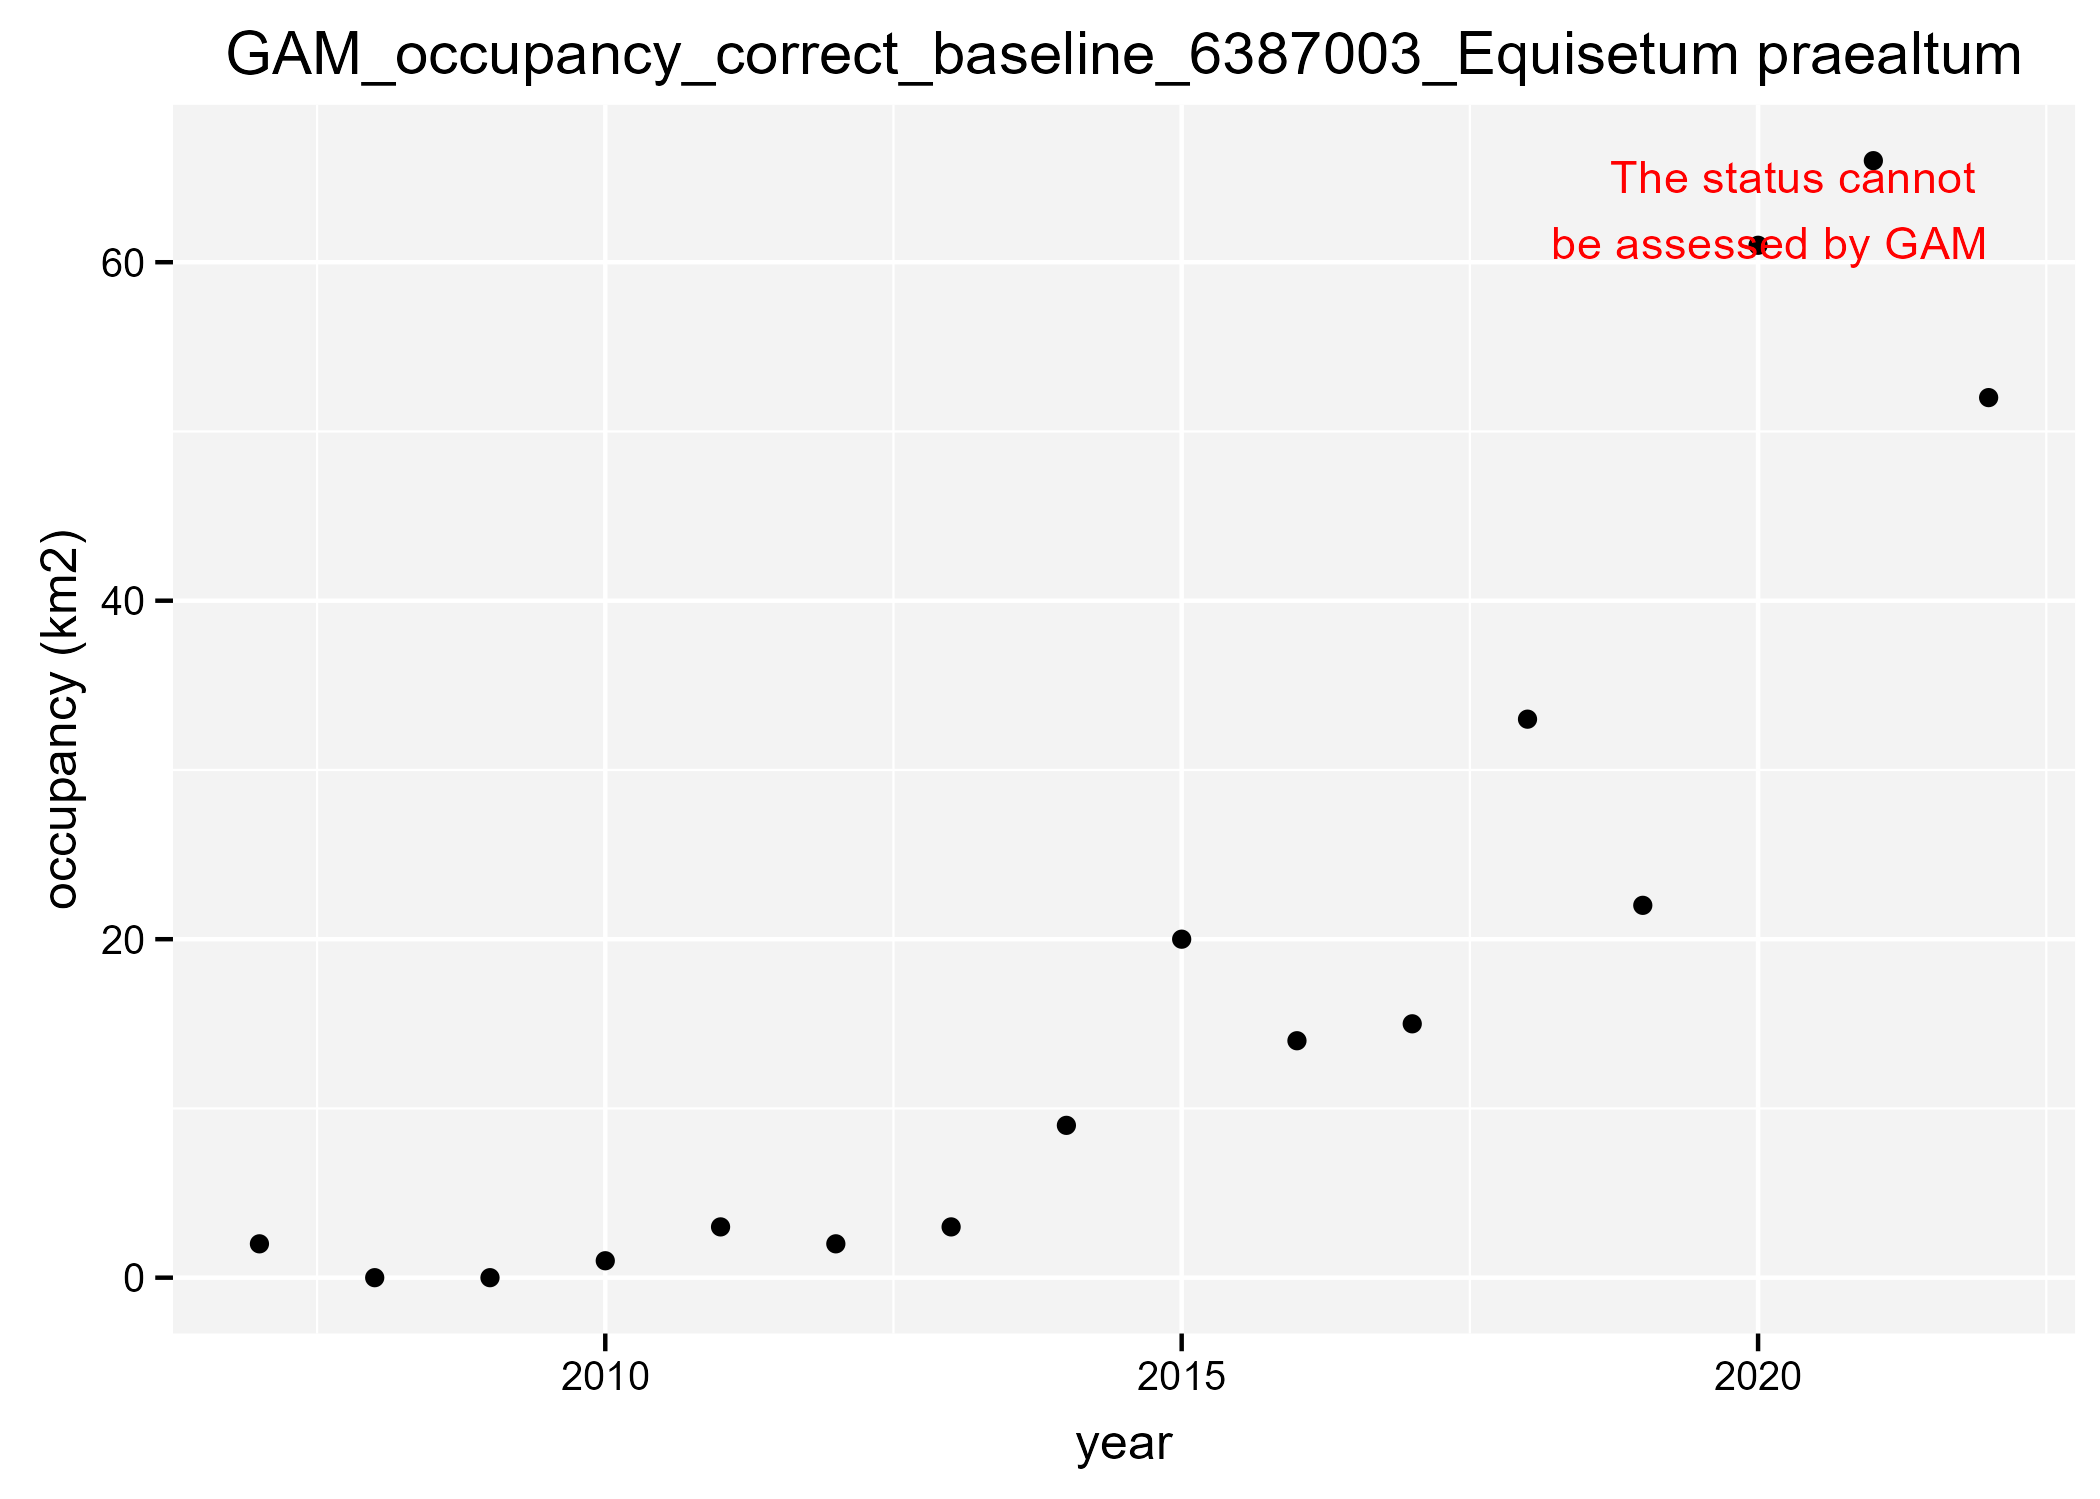 GAM_occupancy_correct_baseline_6387003_Equisetum praealtum
The status cannot
be assessed by GAM
60
40
20
0
occupancy (km2)
2010 2015 2020
year